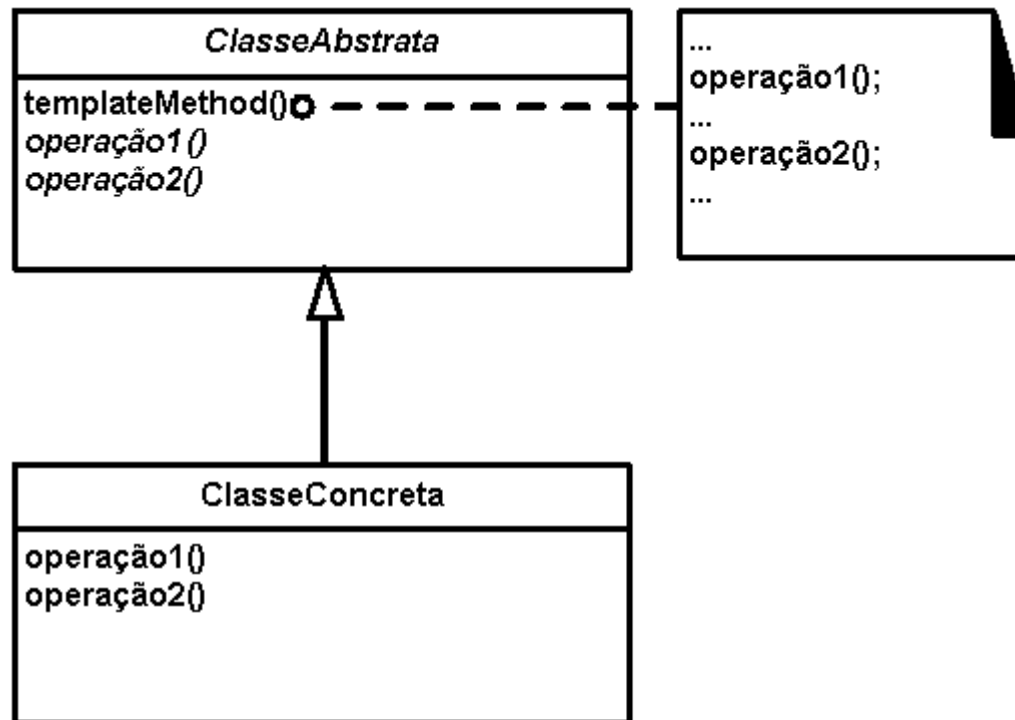 ClasseAbstrata
templateMethod()
operação1()
operação2()
...
operação1();
...
operação2();
...
ClasseConcreta
operação1()
operação2()